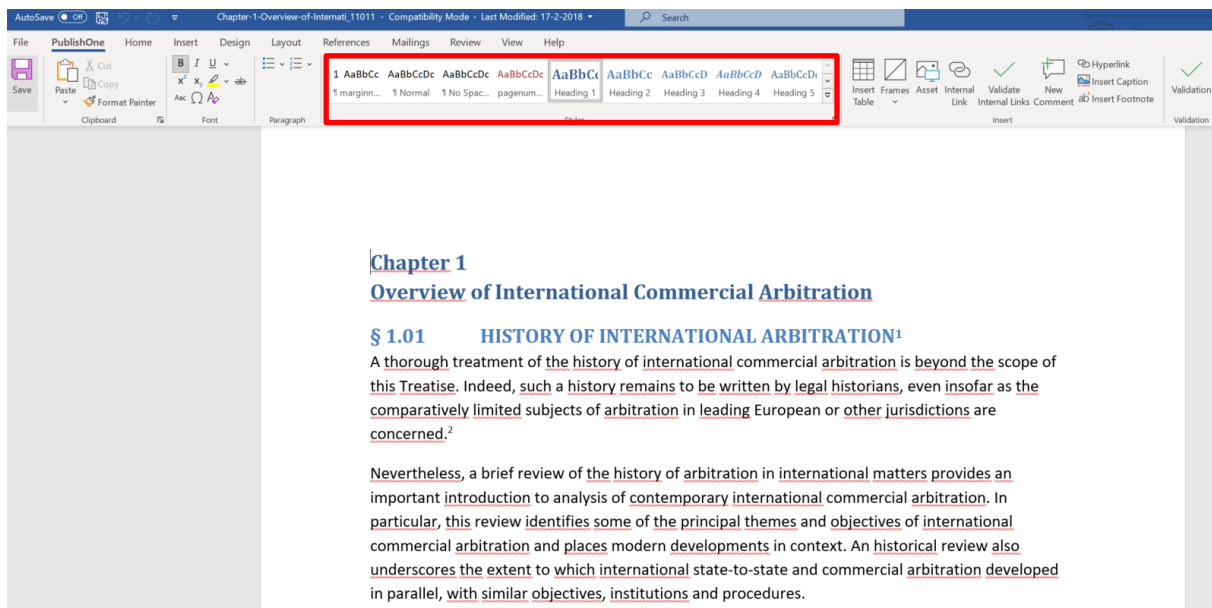 AutoSave Off Chapter-1-Overview-of-Internati_11011 - Compatibility Mode - Last Modified: 17-2-2018 Search
File PublishOne Home Insert Design Layout References Mailings Review View Help
Save Paste Cut Copy Format Painter Clipboard
B I U ab x² x₂ Font
Paragraph
1 AaBbCc AaBbCcDc AaBbCcDc AaBbCcDc AaBbC AaBbCc AaBbCcD AaBbCcD AaBbCcD
¶ marginn... ¶ Normal ¶ No Spac... pagenum... Heading 1 Heading 2 Heading 3 Heading 4 Heading 5
Insert Table Frames Asset Internal Link Validate Internal Links New Comment Hyperlink Insert Caption Insert Footnote Insert
Validation Validation
Chapter 1
Overview of International Commercial Arbitration
§ 1.01 HISTORY OF INTERNATIONAL ARBITRATION¹
A thorough treatment of the history of international commercial arbitration is beyond the scope of
this Treatise. Indeed, such a history remains to be written by legal historians, even insofar as the
comparatively limited subjects of arbitration in leading European or other jurisdictions are
concerned.²
Nevertheless, a brief review of the history of arbitration in international matters provides an
important introduction to analysis of contemporary international commercial arbitration. In
particular, this review identifies some of the principal themes and objectives of international
commercial arbitration and places modern developments in context. An historical review also
underscores the extent to which international state-to-state and commercial arbitration developed
in parallel, with similar objectives, institutions and procedures.